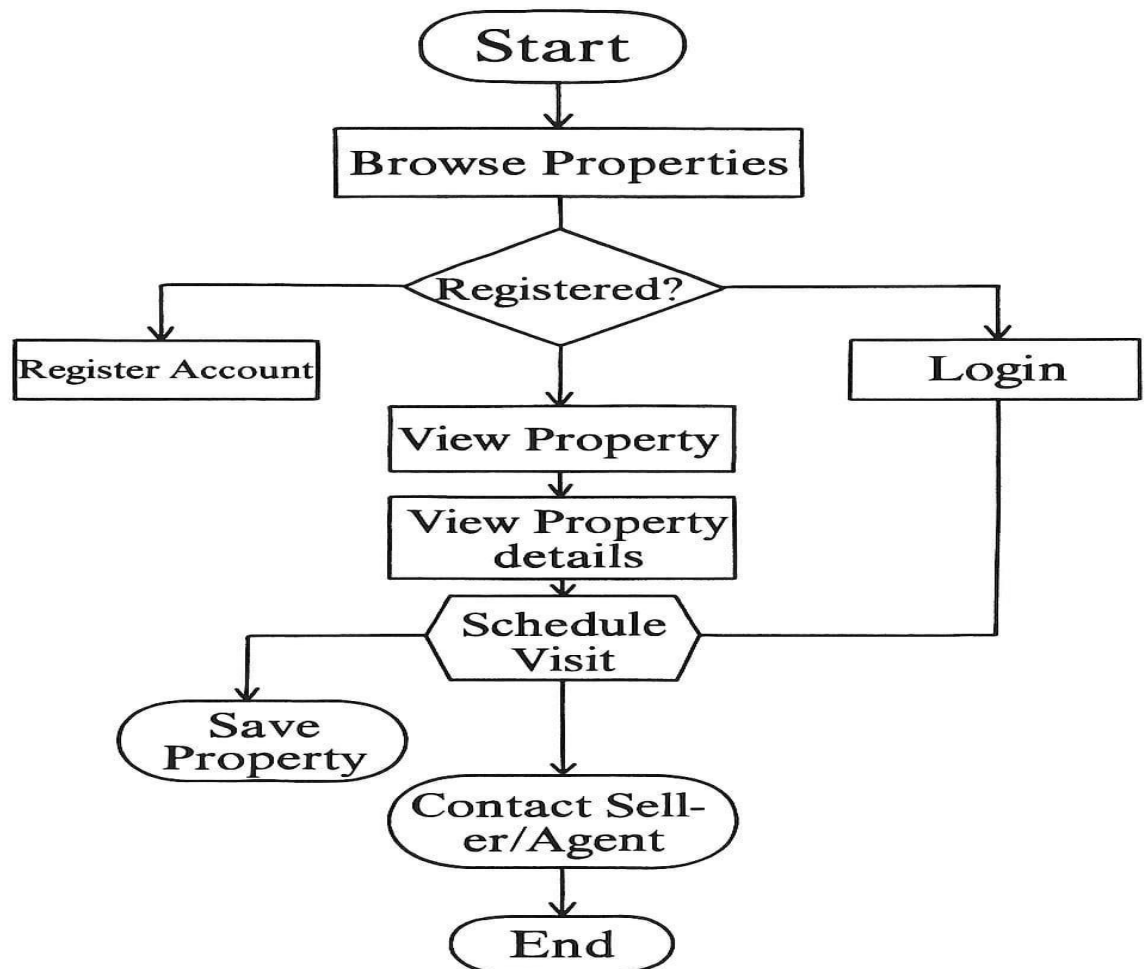 Start
Browse Properties
Registered?
Register Account
Login
View Property
View Property
details
Schedule
Visit
Save
Property
Contact Sell-
er/Agent
End